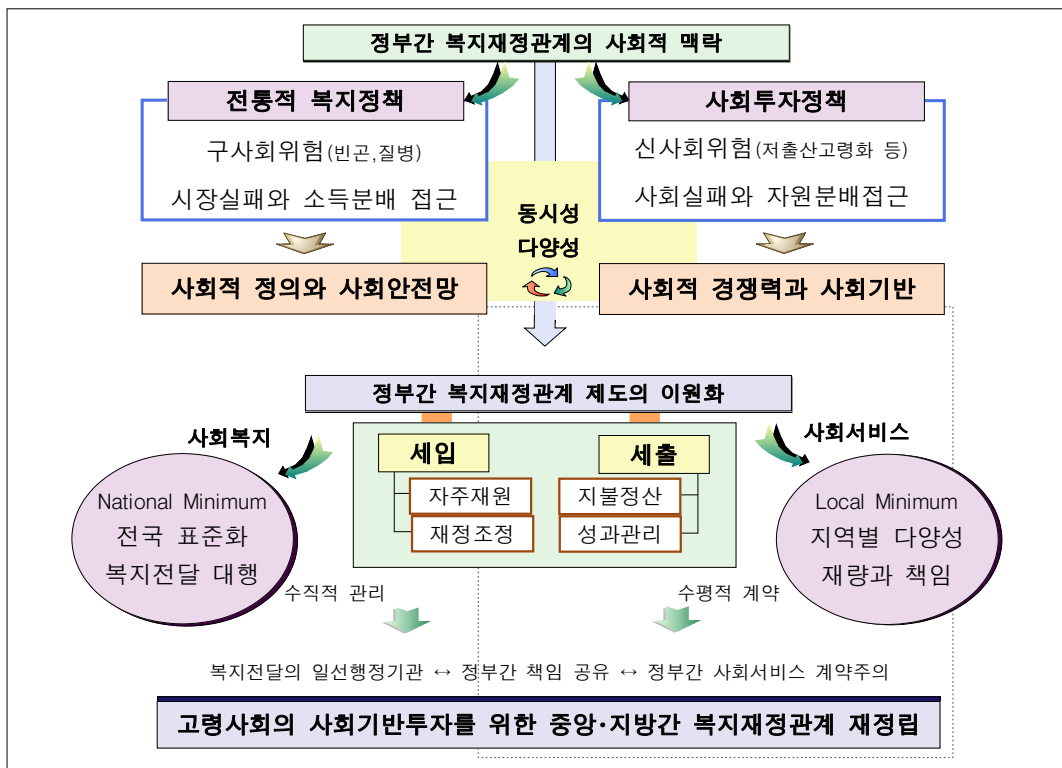 정부간 복지재정관계의 사회적 맥락
전통적 복지정책
구사회위험(빈곤,질병)
시장실패와 소득분배 접근
사회투자정책
신사회위험(저출산고령화 등)
사회실패와 자원분배접근
동시성
다양성
사회적 정의와 사회안전망
사회적 경쟁력과 사회기반
정부간 복지재정관계 제도의 이원화
사회복지
사회서비스
세입
자주재원
재정조정
세출
지불정산
성과관리
National Minimum
전국 표준화
복지전달 대행
Local Minimum
지역별 다양성
재량과 책임
수직적 관리
수평적 계약
복지전달의 일선행정기관 ↔ 정부간 책임 공유 ↔ 정부간 사회서비스 계약주의
고령사회의 사회기반투자를 위한 중앙·지방간 복지재정관계 재정립